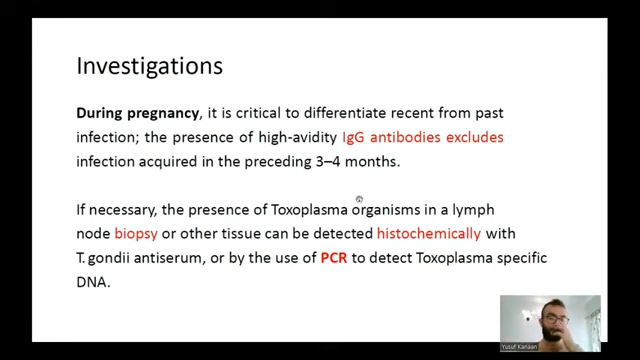 Investigations
During pregnancy, it is critical to differentiate recent from past
infection; the presence of high-avidity IgG antibodies excludes
infection acquired in the preceding 3–4 months.
If necessary, the presence of Toxoplasma organisms in a lymph
node biopsy or other tissue can be detected histochemically with
T. gondii antiserum, or by the use of PCR to detect Toxoplasma specific
DNA.
Yusuf Kanaan